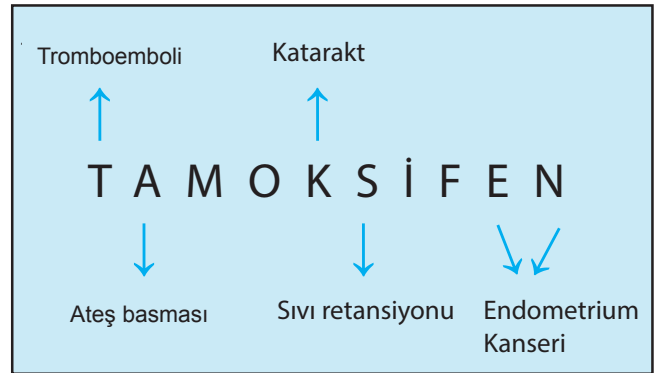 Tromboemboli Katarakt
T A M O K S İ F E N
Ateş basması Sıvı retansiyonu Endometrium
Kanseri